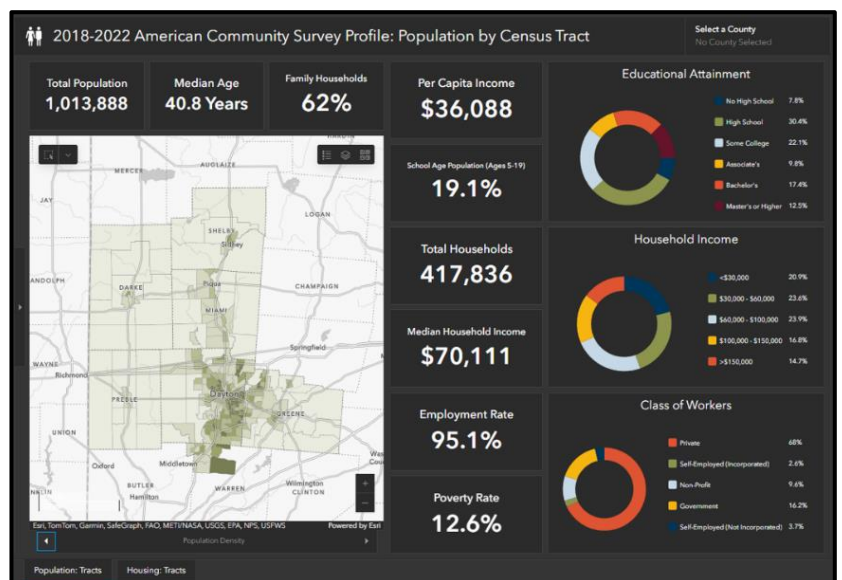 2018-2022 American Community Survey Profile: Population by Census Tract
Select a County
No County Selected
Total Population
1,013,888
Median Age
40.8 Years
Family Households
62%
Per Capita Income
$36,088
School Age Population (Ages 5-19)
19.1%
Total Households
417,836
Median Household Income
$70,111
Employment Rate
95.1%
Poverty Rate
12.6%
Educational Attainment
No High School 7.8%
High School 30.4%
Some College 22.1%
Associate's 9.8%
Bachelor's 17.4%
Master's or Higher 12.5%
Household Income
<$30,000 20.9%
$30,000 - $60,000 23.6%
$60,000 - $100,000 23.9%
$100,000 - $150,000 16.8%
>$150,000 14.7%
Class of Workers
Private 68%
Self-Employed (Incorporated) 2.6%
Non-Profit 9.6%
Government 16.2%
Self-Employed (Not Incorporated) 3.7%
MERCER
AUGLAIZE
JAY
LOGAN
SHELBY
Sidney
DARKE
Piqua
CHAMPAIGN
MIAMI
Springfield
WAYNE
Richmond
PREBLE
Dayton
GREENE
UNION
Oxford
Middletown
BUTLER
Hamilton
WARREN
Wilmington
CLINTON
Esri, TomTom, Garmin, SafeGraph, FAO, METI/NASA, USGS, EPA, NPS, USFWS
Powered by Esri
Population Density
Population: Tracts
Housing: Tracts